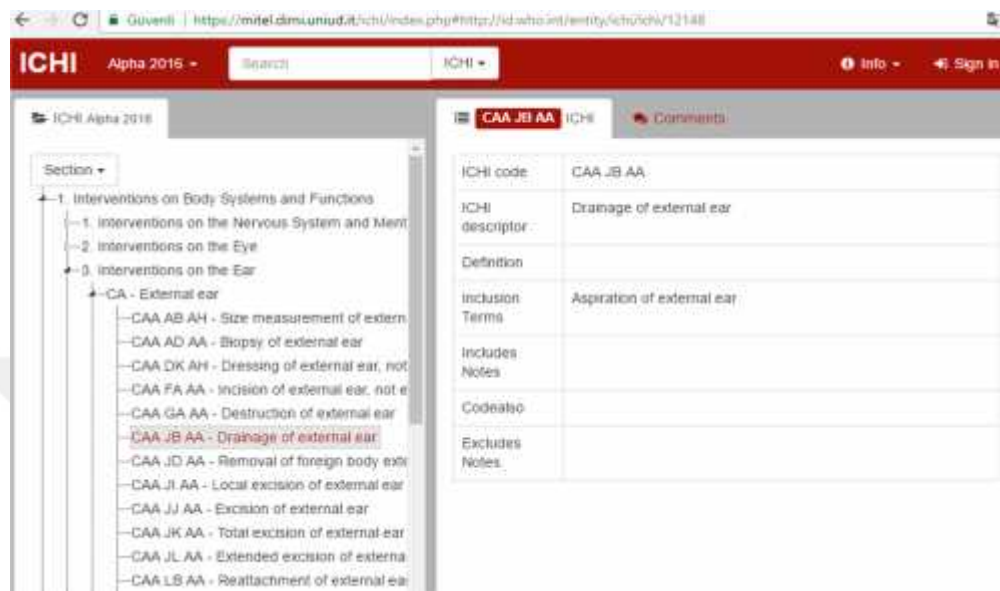 Güvenli | https://mitel.dimi.uniud.it/ichi/index.php#http://id.who.int/entity/ichi/ichi/12148
ICHI Alpha 2016 Search ICHI Info Sign in
ICHI Alpha 2016
CAA JB AA ICHI Comments
Section
1. Interventions on Body Systems and Functions
1. Interventions on the Nervous System and Ment
2. Interventions on the Eye
3. Interventions on the Ear
CA - External ear
CAA AB AH - Size measurement of extern
CAA AD AA - Biopsy of external ear
CAA DK AH - Dressing of external ear, not
CAA FA AA - Incision of external ear, not e
CAA GA AA - Destruction of external ear
CAA JB AA - Drainage of external ear
CAA JD AA - Removal of foreign body exte
CAA JI AA - Local excision of external ear
CAA JJ AA - Excision of external ear
CAA JK AA - Total excision of external ear
CAA JL AA - Extended excision of externa
CAA LB AA - Reattachment of external ear
ICHI code CAA JB AA
ICHI
descriptor
Drainage of external ear
Definition
Inclusion
Terms
Aspiration of external ear
Includes
Notes
Codealso
Excludes
Notes